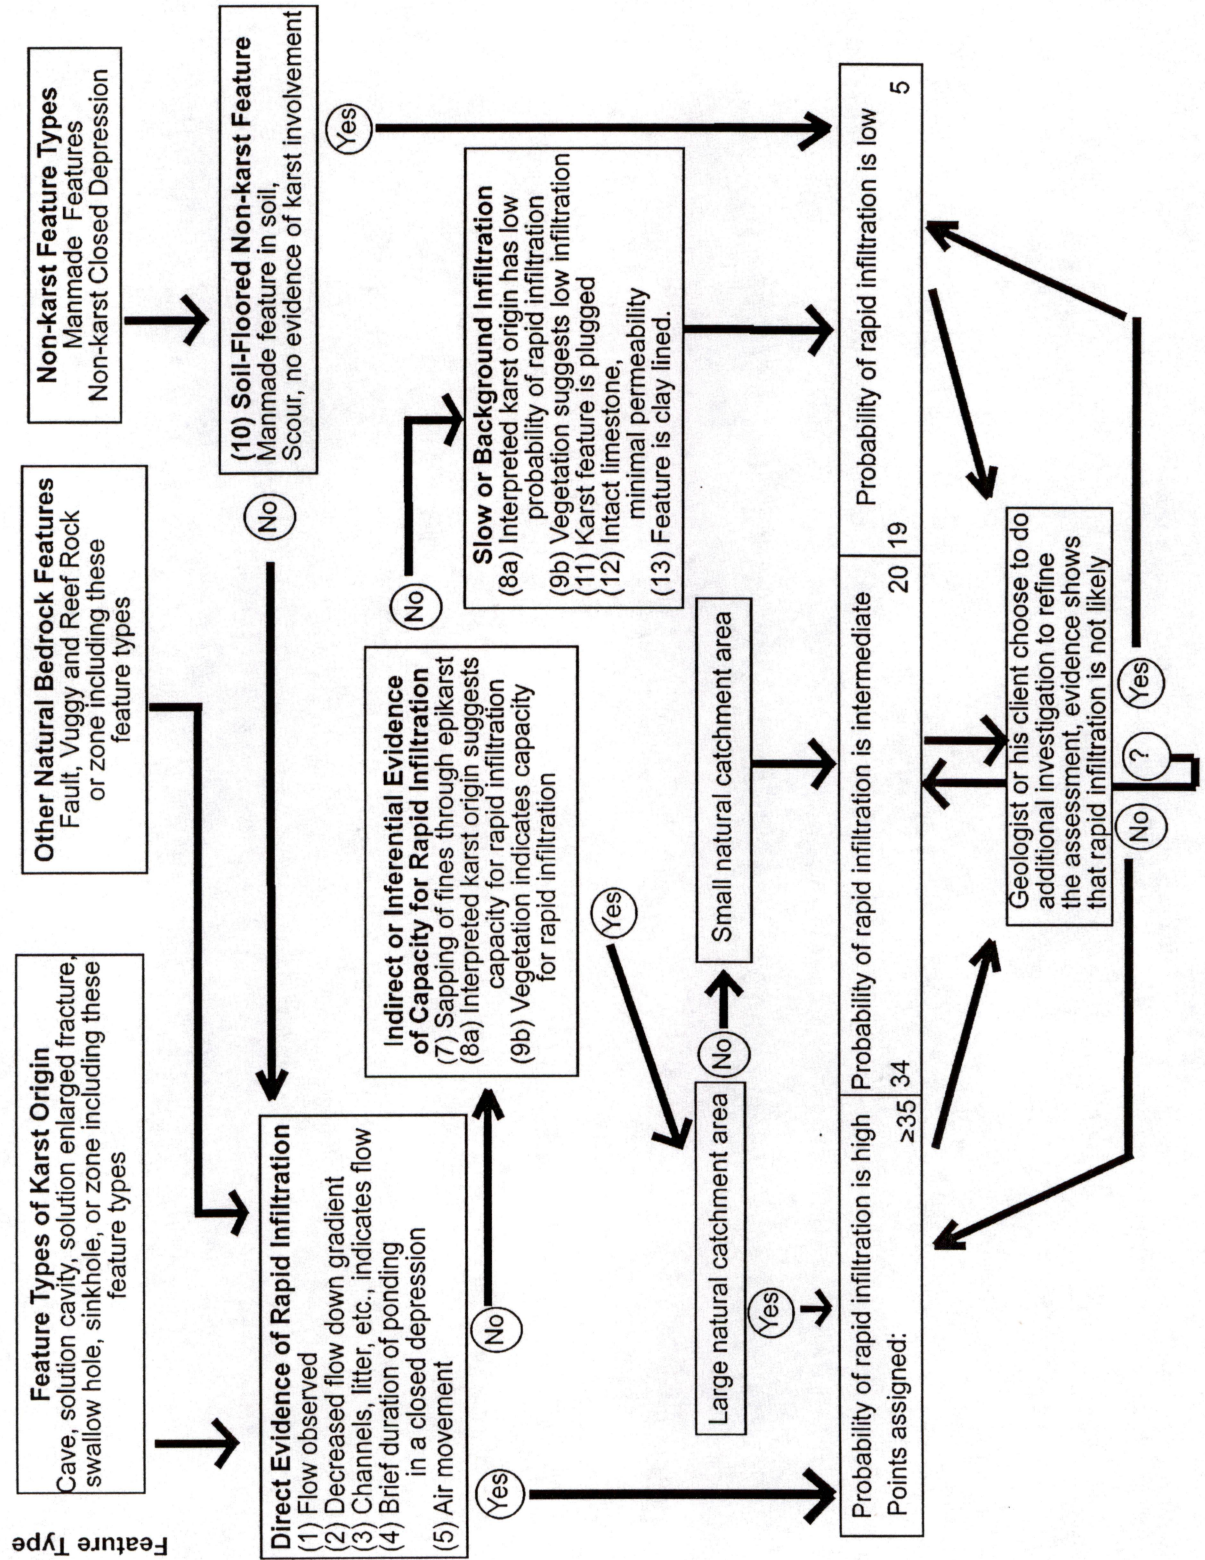 Feature Type
Feature Types of Karst Origin
Cave, solution cavity, solution enlarged fracture,
swallow hole, sinkhole, or zone including these
feature types
Other Natural Bedrock Features
Fault, Vuggy and Reef Rock
or zone including these
feature types
Non-karst Feature Types
Manmade Features
Non-karst Closed Depression
(10) Soil-Floored Non-karst Feature
Manmade feature in soil,
Scour, no evidence of karst involvement
No
Yes
Direct Evidence of Rapid Infiltration
(1) Flow observed
(2) Decreased flow down gradient
(3) Channels, litter, etc., indicates flow
(4) Brief duration of ponding
in a closed depression
(5) Air movement
Yes
No
Indirect or Inferential Evidence
of Capacity for Rapid Infiltration
(7) Sapping of fines through epikarst
(8a) Interpreted karst origin suggests
capacity for rapid infiltration
(9b) Vegetation indicates capacity
for rapid infiltration
No
Yes
Slow or Background Infiltration
(8a) Interpreted karst origin has low
probability of rapid infiltration
(9b) Vegetation suggests low infiltration
(11) Karst feature is plugged
(12) Intact limestone,
minimal permeability
(13) Feature is clay lined.
Large natural catchment area
No
Small natural catchment area
Yes
Probability of rapid infiltration is high
Points assigned: ≥35
Probability of rapid infiltration is intermediate
34 20
Probability of rapid infiltration is low
19 5
Geologist or his client choose to do
additional investigation to refine
the assessment, evidence shows
that rapid infiltration is not likely
No
?
Yes